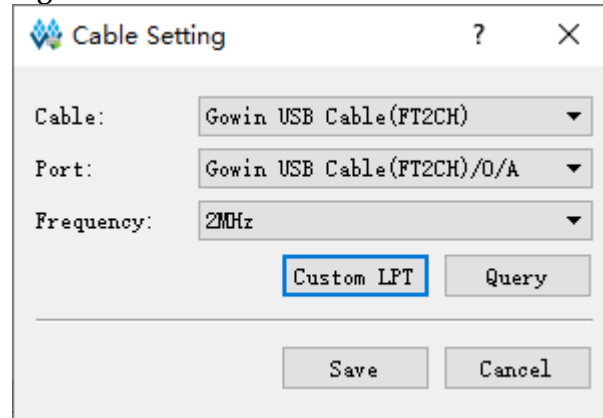 Cable Setting
?
Cable:
Gowin USB Cable(FT2CH)
Port:
Gowin USB Cable(FT2CH)/0/A
Frequency:
2MHz
Custom LPT
Query
Save
Cancel